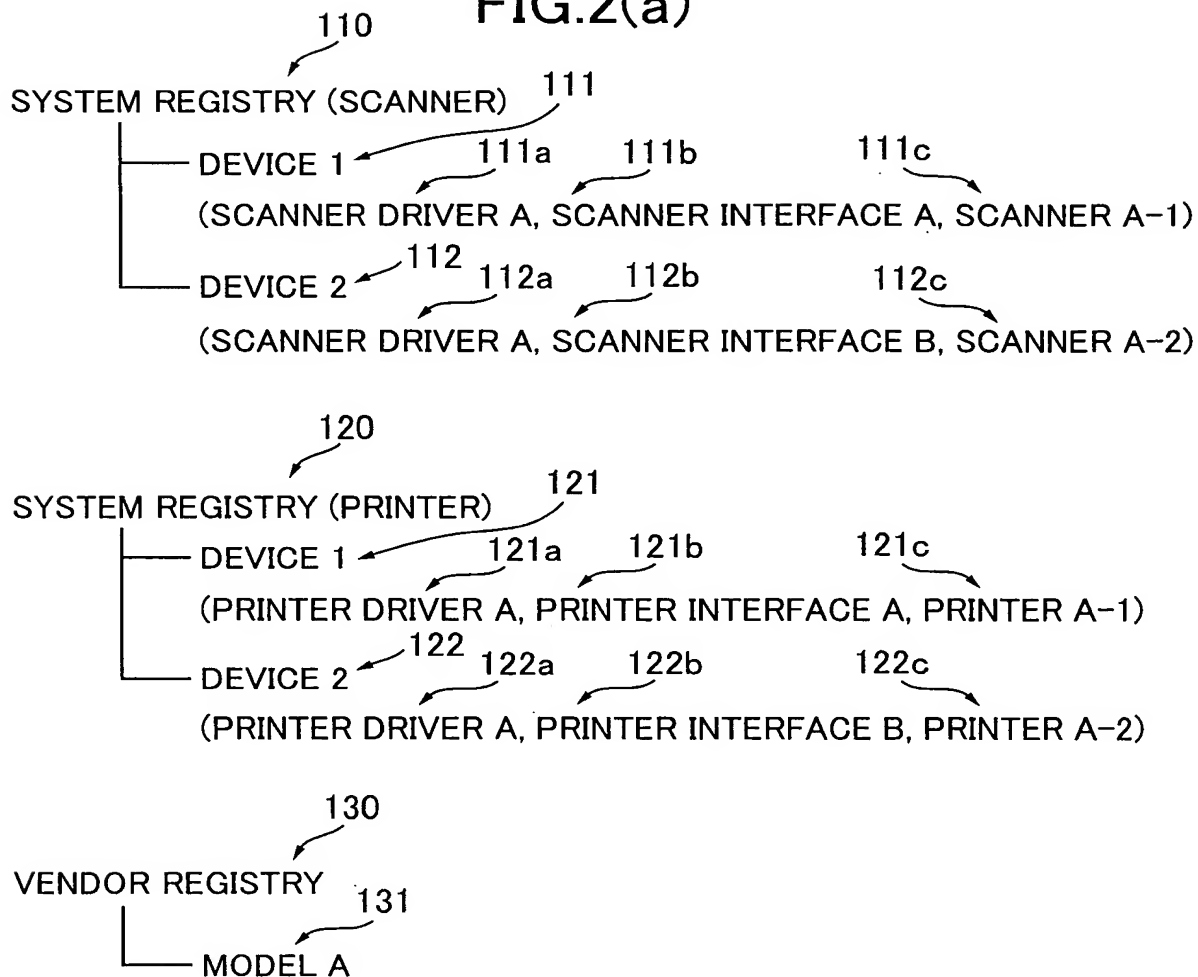 FIG.2(a)
110
SYSTEM REGISTRY (SCANNER)
111
DEVICE 1
111a
111b
111c
(SCANNER DRIVER A, SCANNER INTERFACE A, SCANNER A-1)
DEVICE 2
112
112a
112b
112c
(SCANNER DRIVER A, SCANNER INTERFACE B, SCANNER A-2)
120
SYSTEM REGISTRY (PRINTER)
121
DEVICE 1
121a
121b
121c
(PRINTER DRIVER A, PRINTER INTERFACE A, PRINTER A-1)
DEVICE 2
122
122a
122b
122c
(PRINTER DRIVER A, PRINTER INTERFACE B, PRINTER A-2)
130
VENDOR REGISTRY
131
MODEL A